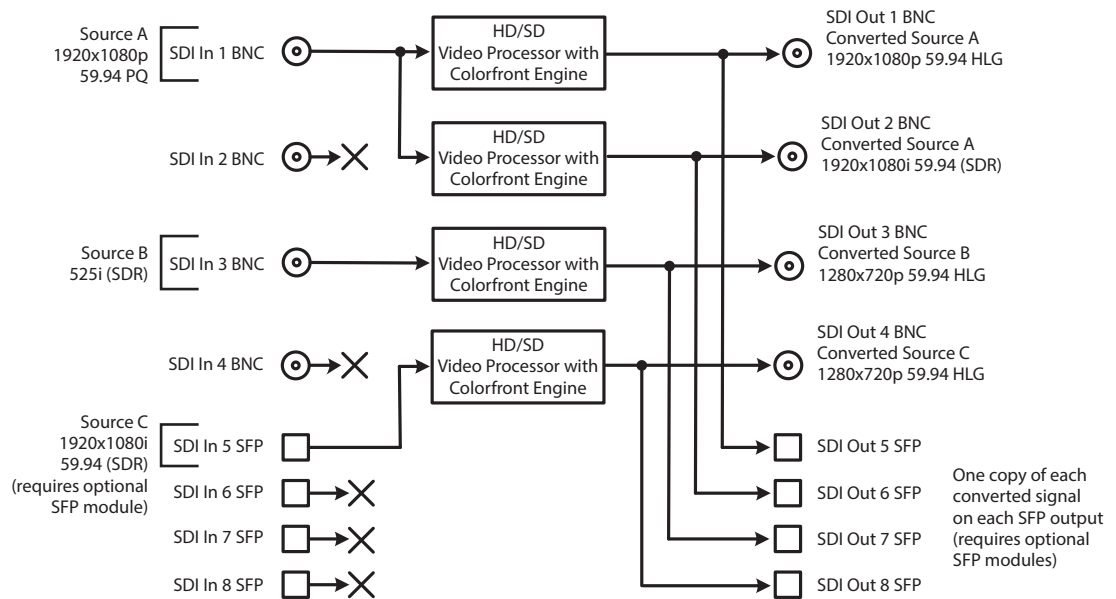 Source A
1920x1080p
59.94 PQ
SDI In 1 BNC
HD/SD
Video Processor with
Colorfront Engine
SDI Out 1 BNC
Converted Source A
1920x1080p 59.94 HLG
SDI In 2 BNC
HD/SD
Video Processor with
Colorfront Engine
SDI Out 2 BNC
Converted Source A
1920x1080i 59.94 (SDR)
Source B
525i (SDR)
SDI In 3 BNC
HD/SD
Video Processor with
Colorfront Engine
SDI Out 3 BNC
Converted Source B
1280x720p 59.94 HLG
SDI In 4 BNC
HD/SD
Video Processor with
Colorfront Engine
SDI Out 4 BNC
Converted Source C
1280x720p 59.94 HLG
Source C
1920x1080i
59.94 (SDR)
(requires optional
SFP module)
SDI In 5 SFP
SDI Out 5 SFP
SDI In 6 SFP
SDI Out 6 SFP
SDI In 7 SFP
SDI Out 7 SFP
SDI In 8 SFP
SDI Out 8 SFP
One copy of each
converted signal
on each SFP output
(requires optional
SFP modules)